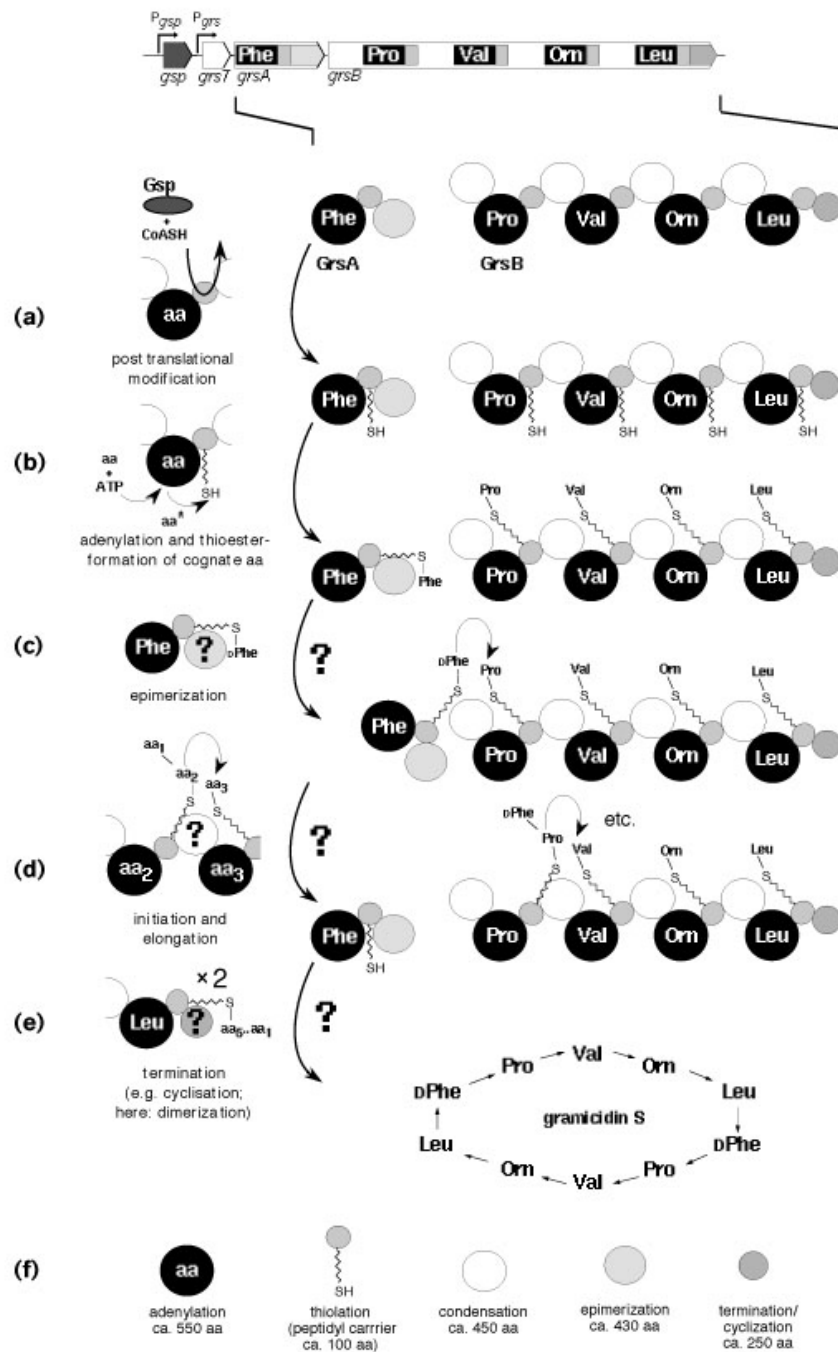 Pgsp Pgrs
Phe Pro Val Orn Leu
gsp grsT grsA grsB
Gsp
+
CoASH
Phe Pro Val Orn Leu
GrsA GrsB
(a)
aa
post translational
modification
Phe Pro Val Orn Leu
SH SH SH SH SH
(b)
aa
+
ATP
aa
SH
aa*
adenylation and thioester-
formation of cognate aa
Pro Val Orn Leu
S S S S
S
Phe
Phe Pro Val Orn Leu
(c)
Phe ? S
DPhe
epimerization
?
DPhe Pro Val Orn Leu
S S S S S
Phe Pro Val Orn Leu
aa1
aa2 aa3
S S
?
(d)
aa2 aa3
initiation and
elongation
?
DPhe Pro Val Orn Leu
etc.
S S S S
Phe Pro Val Orn Leu
SH
(e)
×2
Leu ? S
aa5..aa1
termination
(e.g. cyclisation;
here: dimerization)
?
DPhe Pro Val Orn Leu
gramicidin S
Leu Orn Val Pro DPhe
(f)
aa
SH
adenylation
ca. 550 aa
thiolation
(peptidyl carrrier
ca. 100 aa)
condensation
ca. 450 aa
epimerization
ca. 430 aa
termination/
cyclization
ca. 250 aa